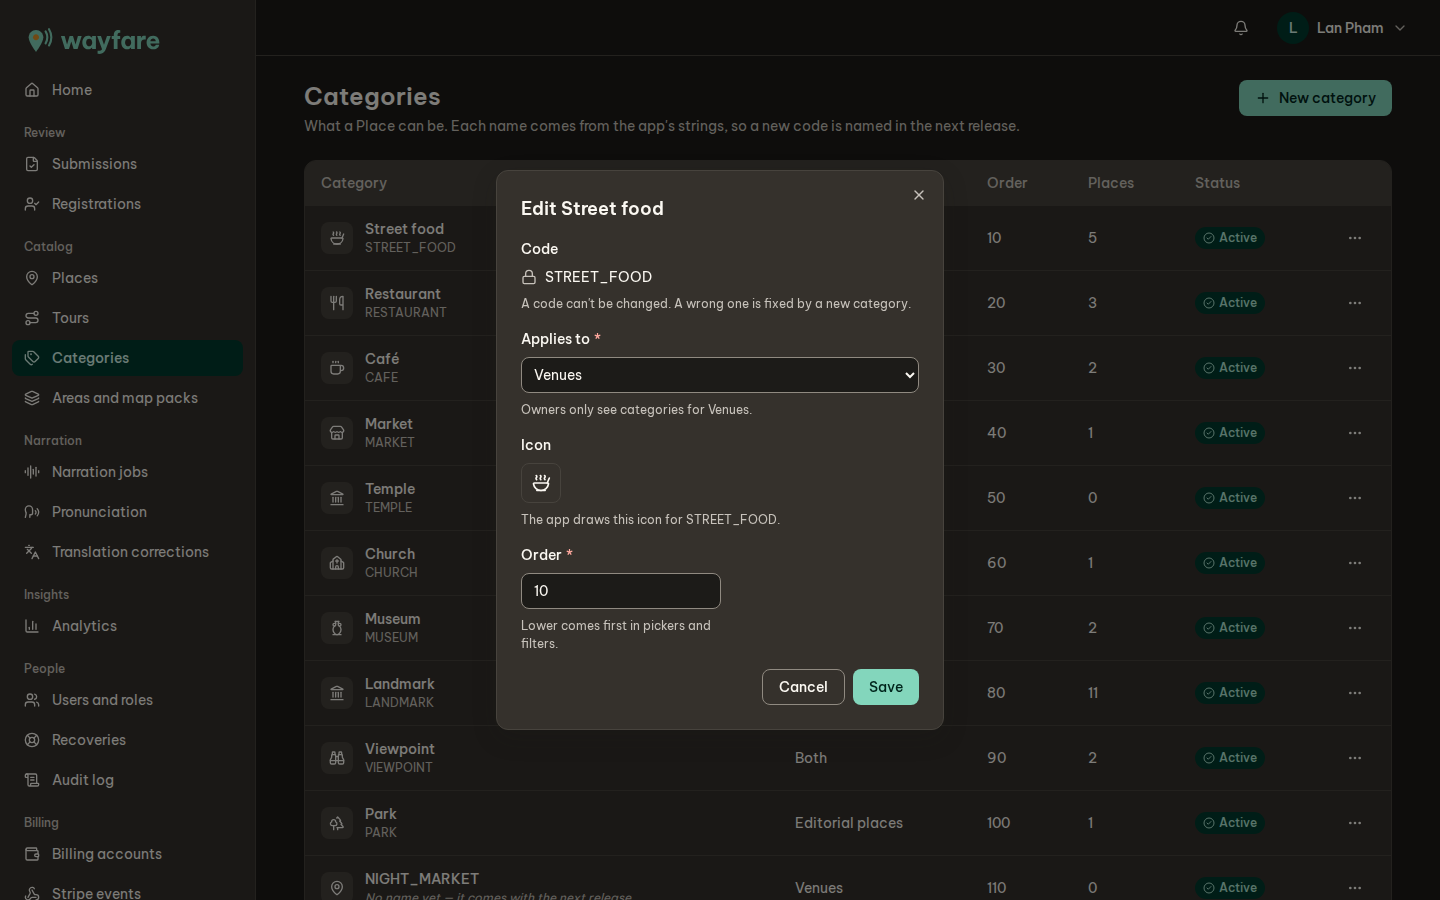 wayfare
L
Lan Pham
Home
Review
Submissions
Registrations
Catalog
Places
Tours
Categories
Areas and map packs
Narration
Narration jobs
Pronunciation
Translation corrections
Insights
Analytics
People
Users and roles
Recoveries
Audit log
Billing
Billing accounts
Stripe events
Categories
What a Place can be. Each name comes from the app's strings, so a new code is named in the next release.
New category
Category
Order
Places
Status
Street food
STREET_FOOD
10
5
Active
Restaurant
RESTAURANT
20
3
Active
Café
CAFE
30
2
Active
Market
MARKET
40
1
Active
Temple
TEMPLE
50
0
Active
Church
CHURCH
60
1
Active
Museum
MUSEUM
70
2
Active
Landmark
LANDMARK
80
11
Active
Viewpoint
VIEWPOINT
Both
90
2
Active
Park
PARK
Editorial places
100
1
Active
NIGHT_MARKET
No name yet — it comes with the next release
Venues
110
0
Active
Edit Street food
Code
STREET_FOOD
A code can't be changed. A wrong one is fixed by a new category.
Applies to *
Venues
Owners only see categories for Venues.
Icon
The app draws this icon for STREET_FOOD.
Order *
10
Lower comes first in pickers and
filters.
Cancel
Save